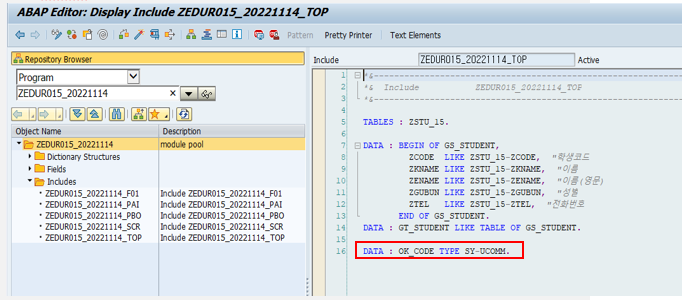 ABAP Editor: Display Include ZEDUR015_20221114_TOP
Pattern Pretty Printer Text Elements
Repository Browser
Program
ZEDUR015_20221114
Object Name Description
ZEDUR015_20221114 module pool
Dictionary Structures
Fields
Includes
ZEDUR015_20221114_F01 Include ZEDUR015_20221114_F01
ZEDUR015_20221114_PAI Include ZEDUR015_20221114_PAI
ZEDUR015_20221114_PBO Include ZEDUR015_20221114_PBO
ZEDUR015_20221114_SCR Include ZEDUR015_20221114_SCR
ZEDUR015_20221114_TOP Include ZEDUR015_20221114_TOP
Include ZEDUR015_20221114_TOP Active
1 *&---------------------------------------------------------------------
2 *& Include ZEDUR015_20221114_TOP
3 *&---------------------------------------------------------------------
4
5 TABLES : ZSTU_15.
6
7 DATA : BEGIN OF GS_STUDENT,
8 ZCODE LIKE ZSTU_15-ZCODE, "학생코드
9 ZKNAME LIKE ZSTU_15-ZKNAME, "이름
10 ZENAME LIKE ZSTU_15-ZENAME, "이름(영문)
11 ZGUBUN LIKE ZSTU_15-ZGUBUN, "성별
12 ZTEL LIKE ZSTU_15-ZTEL, "전화번호
13 END OF GS_STUDENT.
14 DATA : GT_STUDENT LIKE TABLE OF GS_STUDENT.
15
16 DATA : OK_CODE TYPE SY-UCOMM.